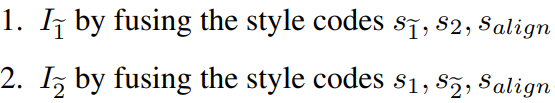 1. $I_{\tilde{1}}$ by fusing the style codes $s_{\tilde{1}}, s_2, s_{align}$
2. $I_{\tilde{2}}$ by fusing the style codes $s_1, s_{\tilde{2}}, s_{align}$